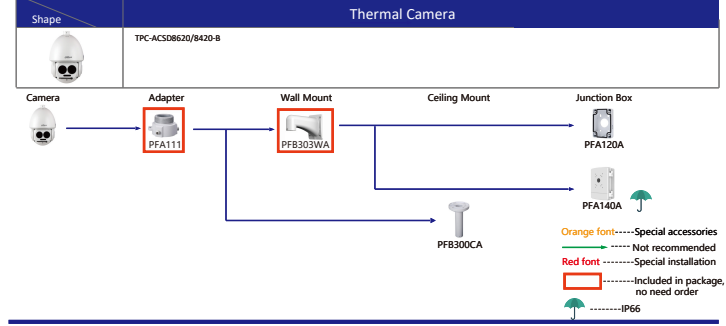 Shape
Thermal Camera
TPC-ACSD8620/8420-B
Camera
Adapter
Wall Mount
Ceiling Mount
Junction Box
PFA111
PFB303WA
PFA120A
PFA140A
PFB300CA
Orange font-----Special accessories
----- Not recommended
Red font --------Special installation
--------Included in package,
no need order
--------IP66